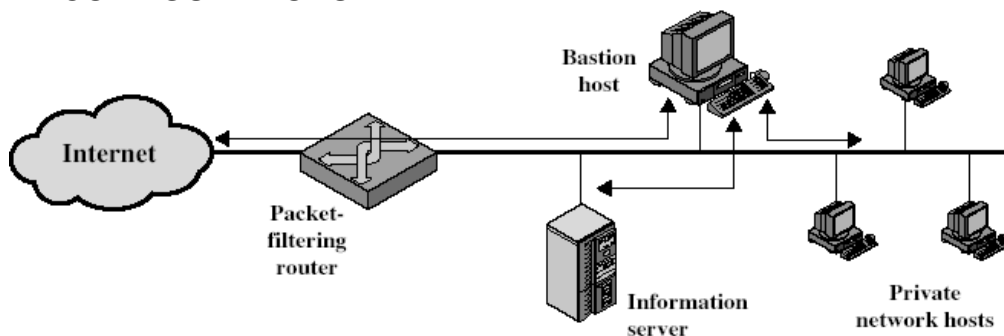 Bastion
host
Internet
Packet-
filtering
router
Information
server
Private
network hosts